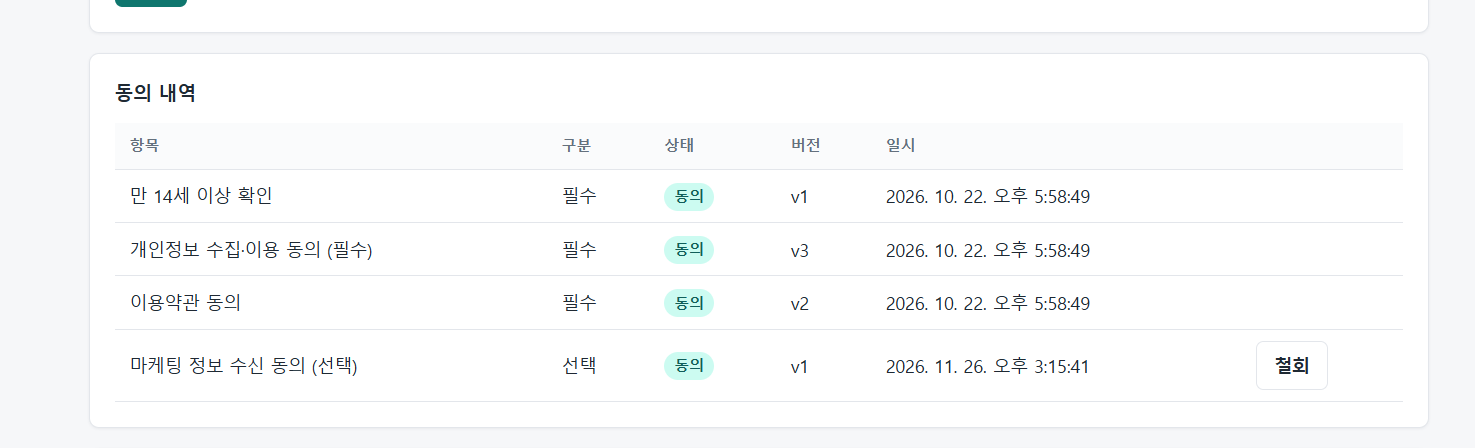 동의 내역
항목 구분 상태 버전 일시
만 14세 이상 확인 필수 동의 v1 2026. 10. 22. 오후 5:58:49
개인정보 수집·이용 동의 (필수) 필수 동의 v3 2026. 10. 22. 오후 5:58:49
이용약관 동의 필수 동의 v2 2026. 10. 22. 오후 5:58:49
마케팅 정보 수신 동의 (선택) 선택 동의 v1 2026. 11. 26. 오후 3:15:41 철회